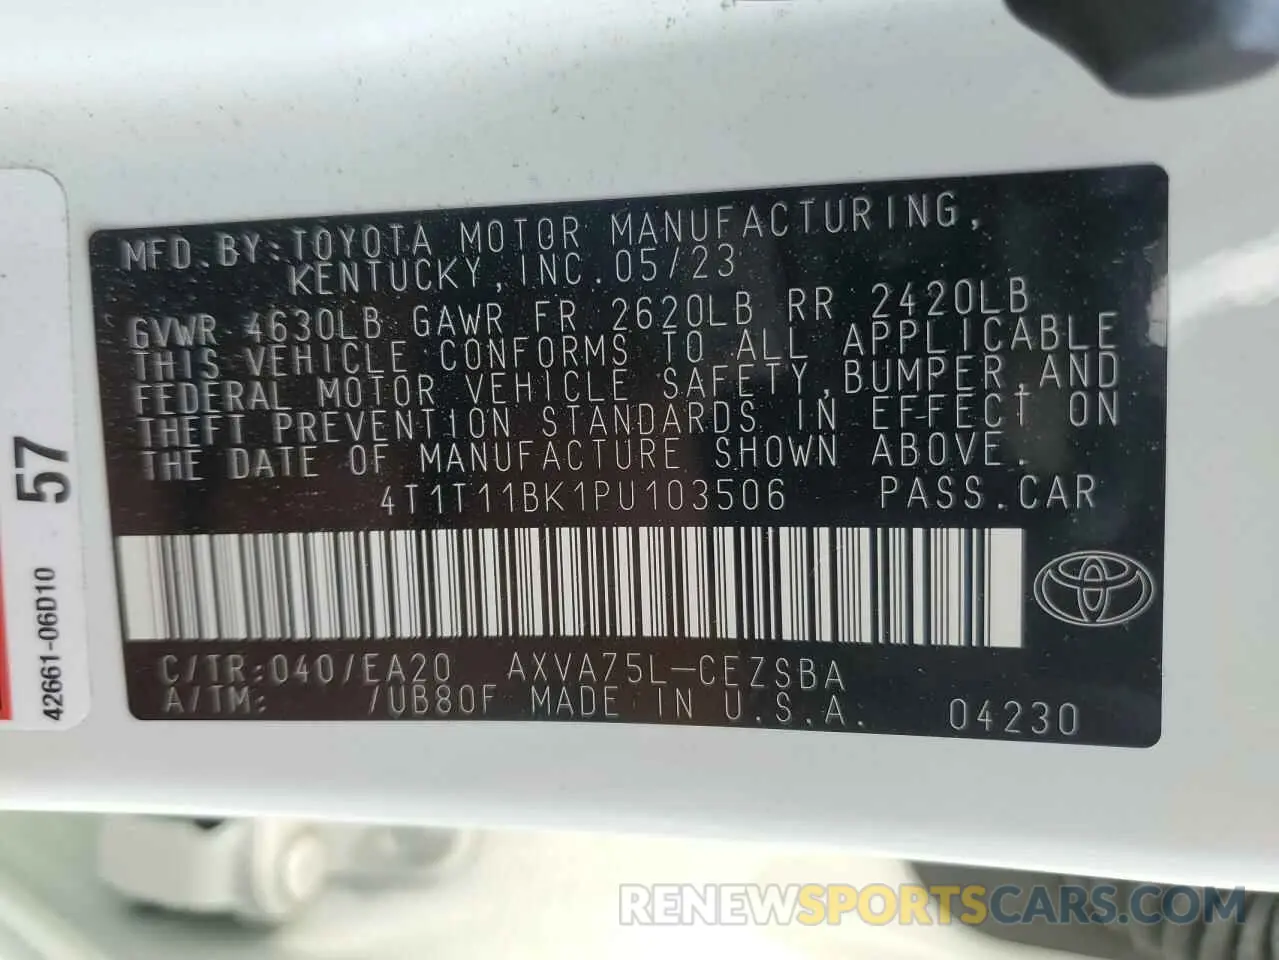 MFD. BY: TOYOTA MOTOR MANUFACTURING,
KENTUCKY, INC. 05/23
GVWR 4630LB GAWR FR 2620LB RR 2420LB
THIS VEHICLE CONFORMS TO ALL APPLICABLE
FEDERAL MOTOR VEHICLE SAFETY, BUMPER, AND
THEFT PREVENTION STANDARDS IN EFFECT ON
THE DATE OF MANUFACTURE SHOWN ABOVE.
4T1T11BK1PU103506 PASS. CAR
C/TR: 040/EA20 AXVA75L-CEZSBA
A/TM: /UB80F MADE IN U.S.A. 04230
57
42661-06D10
RENEWSPORTSCARS.COM